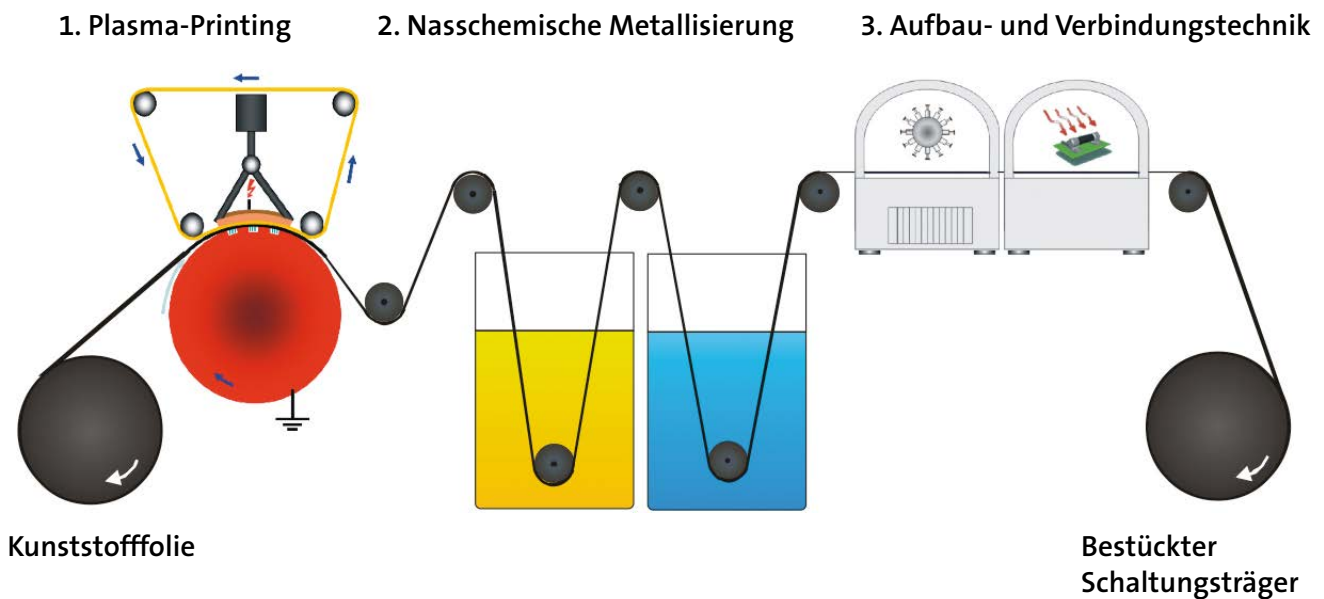 1. Plasma-Printing
2. Nasschemische Metallisierung
3. Aufbau- und Verbindungstechnik
Kunststofffolie
Bestückter
Schaltungsträger